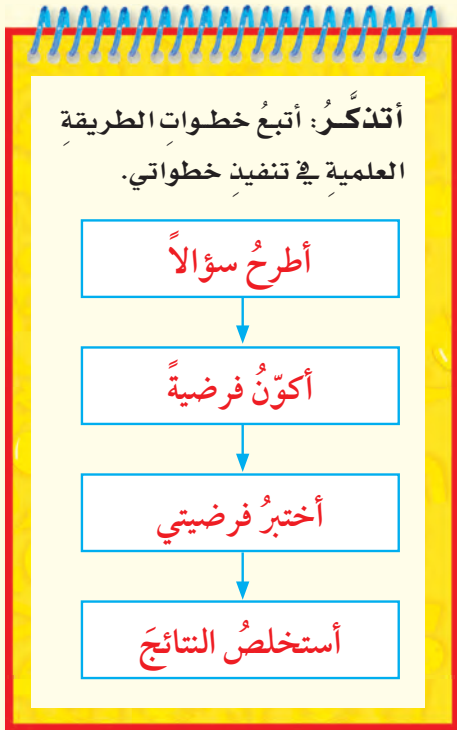 أتذكَّرُ: أتبعُ خطواتِ الطريقةِ
العلميةِ في تنفيذِ خطواتي.
أطرحُ سؤالاً
أكوّنُ فرضيةً
أختبرُ فرضيتي
أستخلصُ النتائجَ